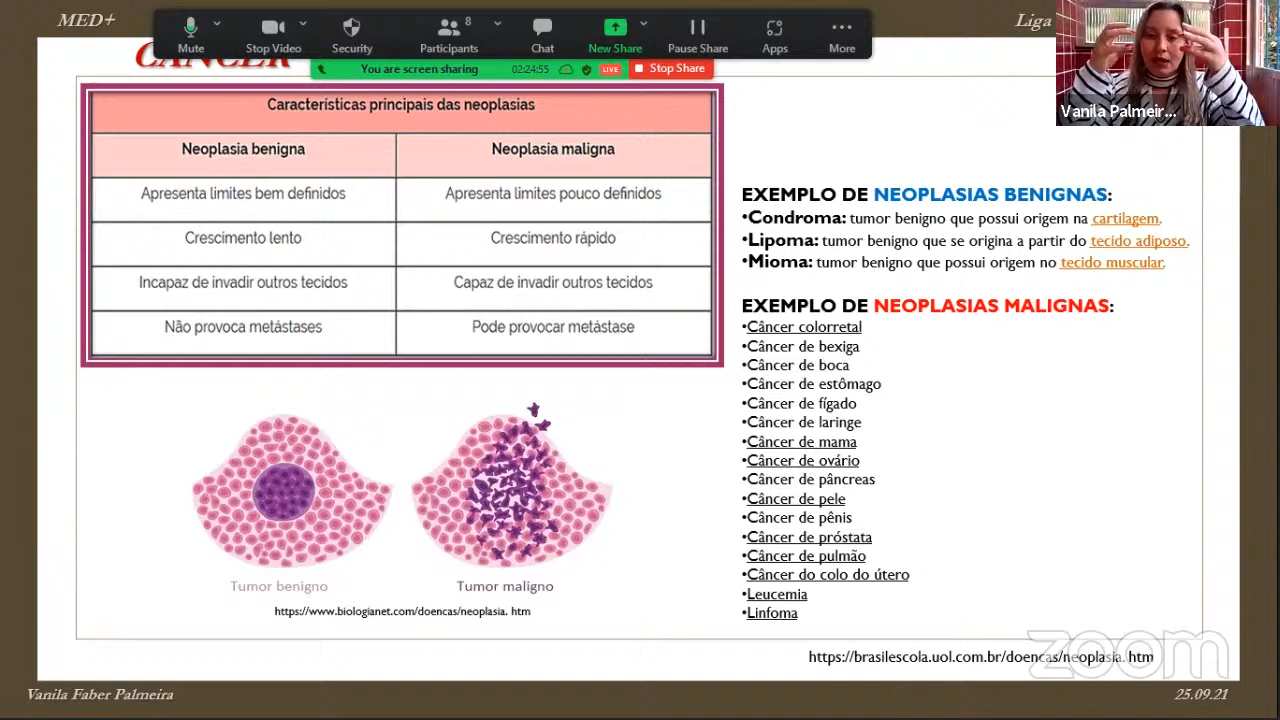 MED+
Liga
Mute
Stop Video
Security
Participants
8
Chat
New Share
Pause Share
Apps
More
You are screen sharing
02:24:55
LIVE
Stop Share
Vanila Palmeir...
CÂNCER
Características principais das neoplasias
Neoplasia benigna
Neoplasia maligna
Apresenta limites bem definidos
Apresenta limites pouco definidos
Crescimento lento
Crescimento rápido
Incapaz de invadir outros tecidos
Capaz de invadir outros tecidos
Não provoca metástases
Pode provocar metástase
Tumor benigno
Tumor maligno
https://www.biologianet.com/doencas/neoplasia. htm
EXEMPLO DE NEOPLASIAS BENIGNAS:
•Condroma: tumor benigno que possui origem na cartilagem.
•Lipoma: tumor benigno que se origina a partir do tecido adiposo.
•Mioma: tumor benigno que possui origem no tecido muscular.
EXEMPLO DE NEOPLASIAS MALIGNAS:
•Câncer colorretal
•Câncer de bexiga
•Câncer de boca
•Câncer de estômago
•Câncer de fígado
•Câncer de laringe
•Câncer de mama
•Câncer de ovário
•Câncer de pâncreas
•Câncer de pele
•Câncer de pênis
•Câncer de próstata
•Câncer de pulmão
•Câncer do colo do útero
•Leucemia
•Linfoma
zoom
https://brasilescola.uol.com.br/doencas/neoplasia. htm
Vanila Faber Palmeira
25.09.21